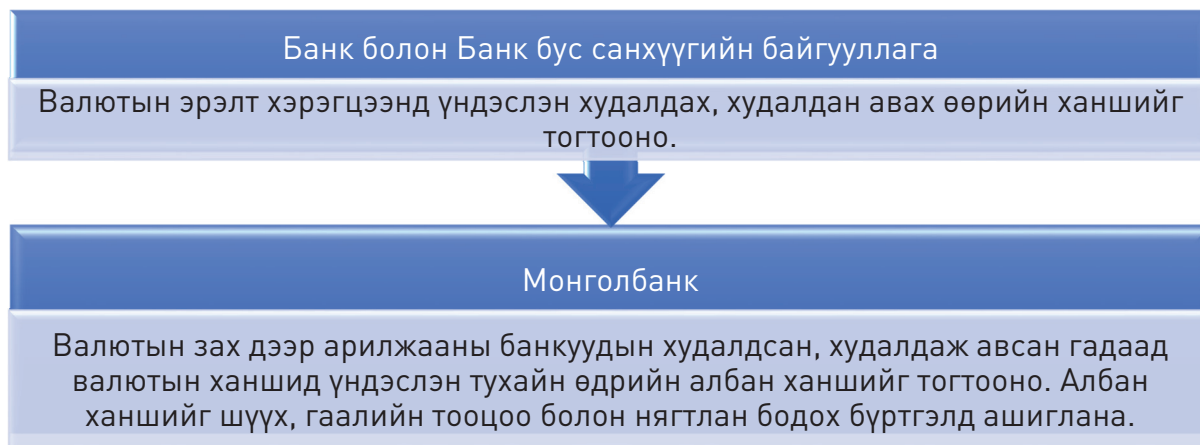 Банк болон Банк бус санхүүгийн байгууллага
Валютын эрэлт хэрэгцээнд үндэслэн худалдах, худалдан авах өөрийн ханшийг
тогтооно.
Монголбанк
Валютын зах дээр арилжааны банкуудын худалдсан, худалдаж авсан гадаад
валютын ханшид үндэслэн тухайн өдрийн албан ханшийг тогтооно. Албан
ханшийг шүүх, гаалийн тооцоо болон нягтлан бодох бүртгэлд ашиглана.